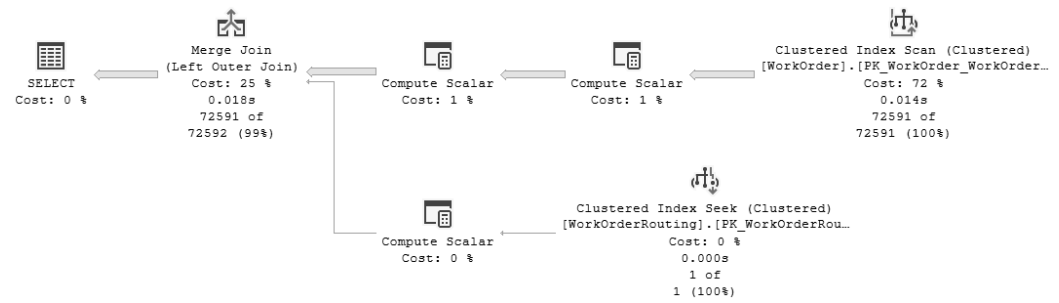 SELECT
Cost: 0 %
Merge Join
(Left Outer Join)
Cost: 25 %
0.018s
72591 of
72592 (99%)
Compute Scalar
Cost: 1 %
Compute Scalar
Cost: 1 %
Clustered Index Scan (Clustered)
[WorkOrder].[PK_WorkOrder_WorkOrder…
Cost: 72 %
0.014s
72591 of
72591 (100%)
Compute Scalar
Cost: 0 %
Clustered Index Seek (Clustered)
[WorkOrderRouting].[PK_WorkOrderRou…
Cost: 0 %
0.000s
1 of
1 (100%)